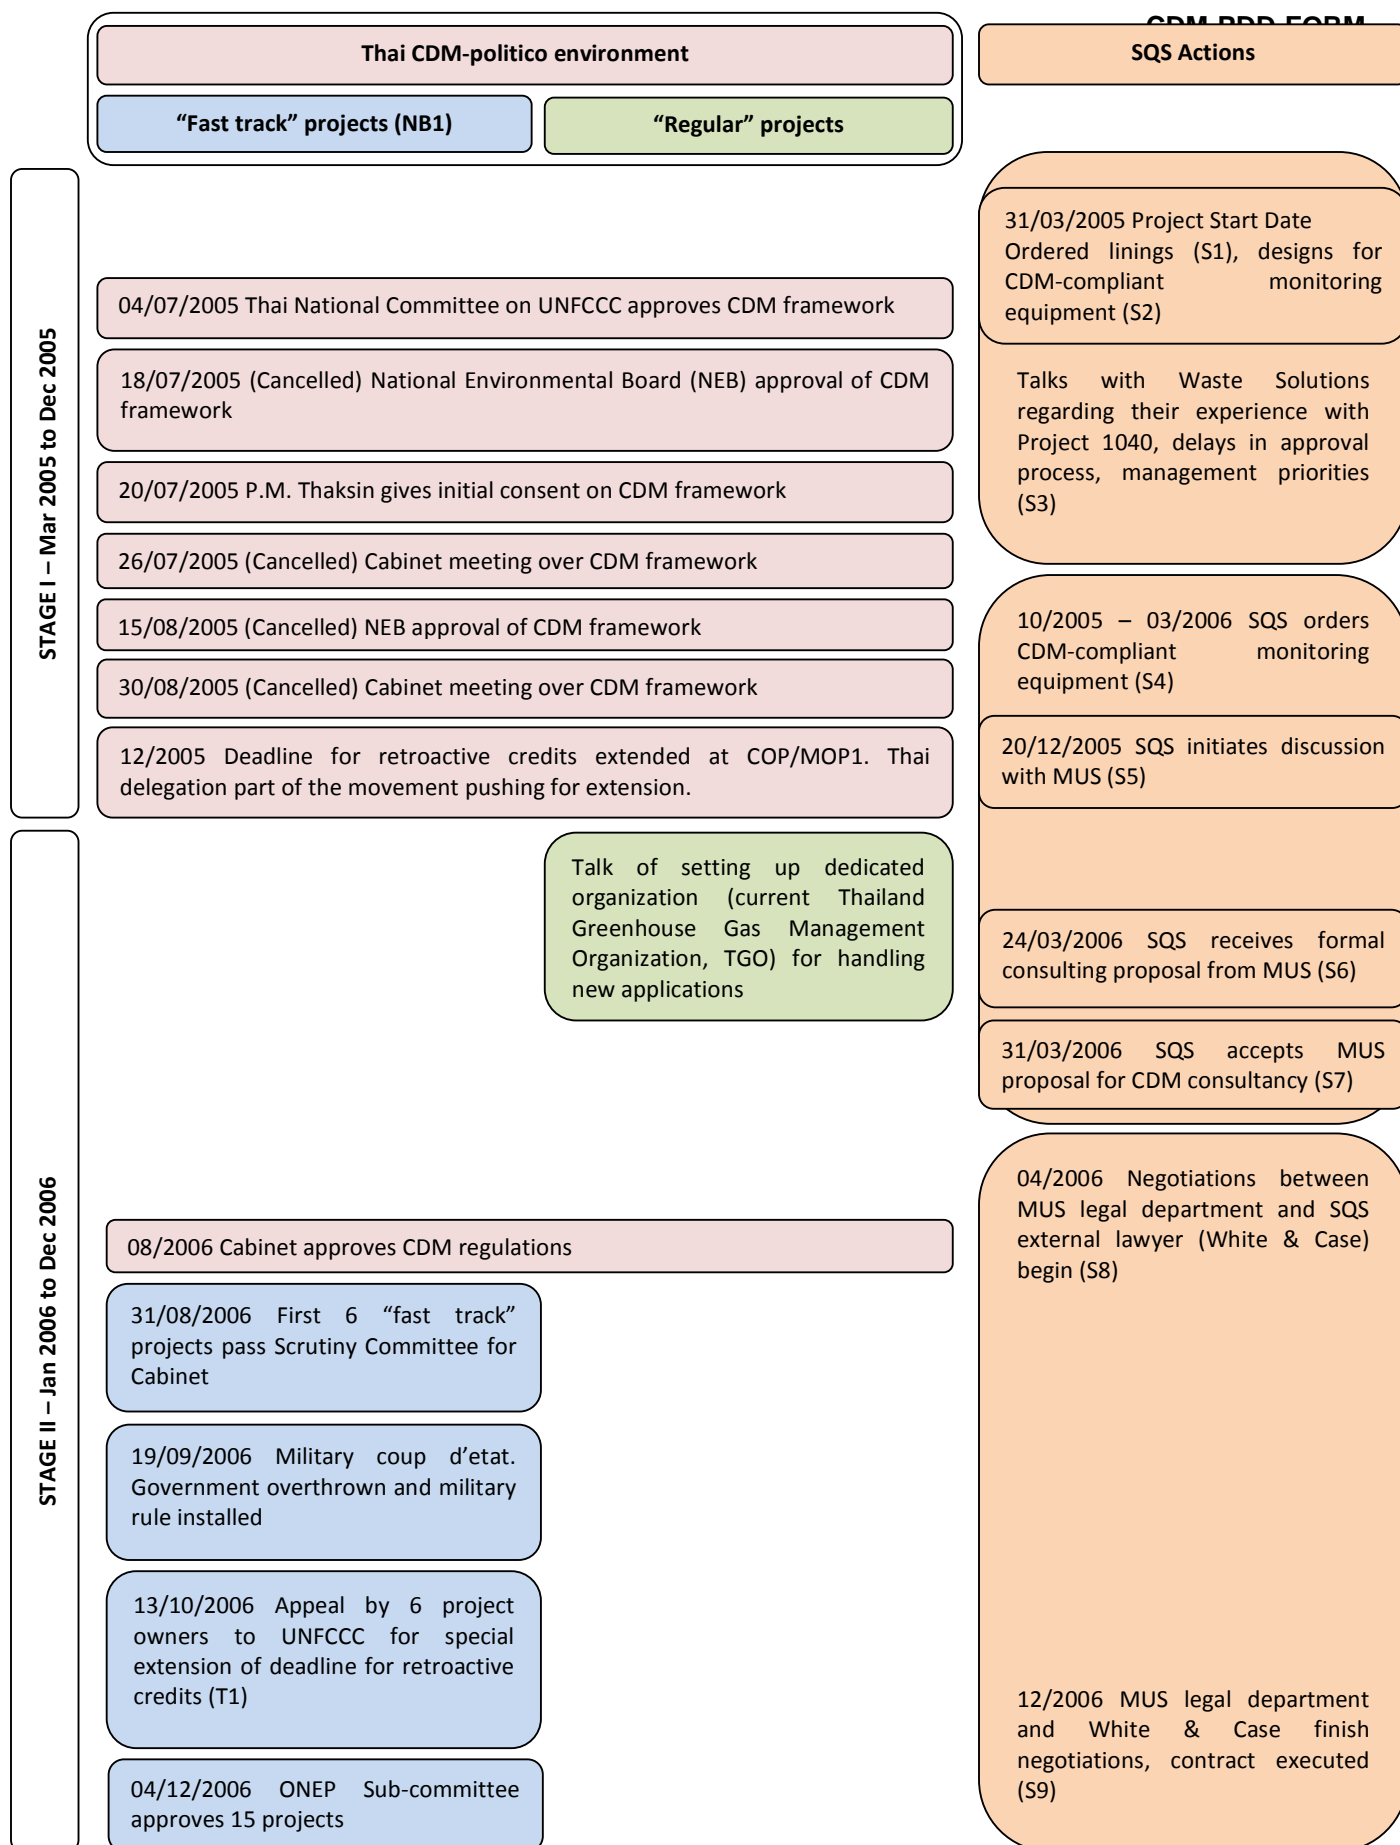 CDM-PDD-FORM
Thai CDM-politico environment
SQS Actions
“Fast track” projects (NB1)
“Regular” projects
STAGE I – Mar 2005 to Dec 2005
04/07/2005 Thai National Committee on UNFCCC approves CDM framework
18/07/2005 (Cancelled) National Environmental Board (NEB) approval of CDM
framework
20/07/2005 P.M. Thaksin gives initial consent on CDM framework
26/07/2005 (Cancelled) Cabinet meeting over CDM framework
15/08/2005 (Cancelled) NEB approval of CDM framework
30/08/2005 (Cancelled) Cabinet meeting over CDM framework
12/2005 Deadline for retroactive credits extended at COP/MOP1. Thai
delegation part of the movement pushing for extension.
31/03/2005 Project Start Date
Ordered linings (S1), designs for
CDM-compliant monitoring
equipment (S2)
Talks with Waste Solutions
regarding their experience with
Project 1040, delays in approval
process, management priorities
(S3)
10/2005 – 03/2006 SQS orders
CDM-compliant monitoring
equipment (S4)
20/12/2005 SQS initiates discussion
with MUS (S5)
STAGE II – Jan 2006 to Dec 2006
Talk of setting up dedicated
organization (current Thailand
Greenhouse Gas Management
Organization, TGO) for handling
new applications
24/03/2006 SQS receives formal
consulting proposal from MUS (S6)
31/03/2006 SQS accepts MUS
proposal for CDM consultancy (S7)
04/2006 Negotiations between
MUS legal department and SQS
external lawyer (White & Case)
begin (S8)
08/2006 Cabinet approves CDM regulations
31/08/2006 First 6 “fast track”
projects pass Scrutiny Committee for
Cabinet
19/09/2006 Military coup d’etat.
Government overthrown and military
rule installed
13/10/2006 Appeal by 6 project
owners to UNFCCC for special
extension of deadline for retroactive
credits (T1)
04/12/2006 ONEP Sub-committee
approves 15 projects
12/2006 MUS legal department
and White & Case finish
negotiations, contract executed
(S9)